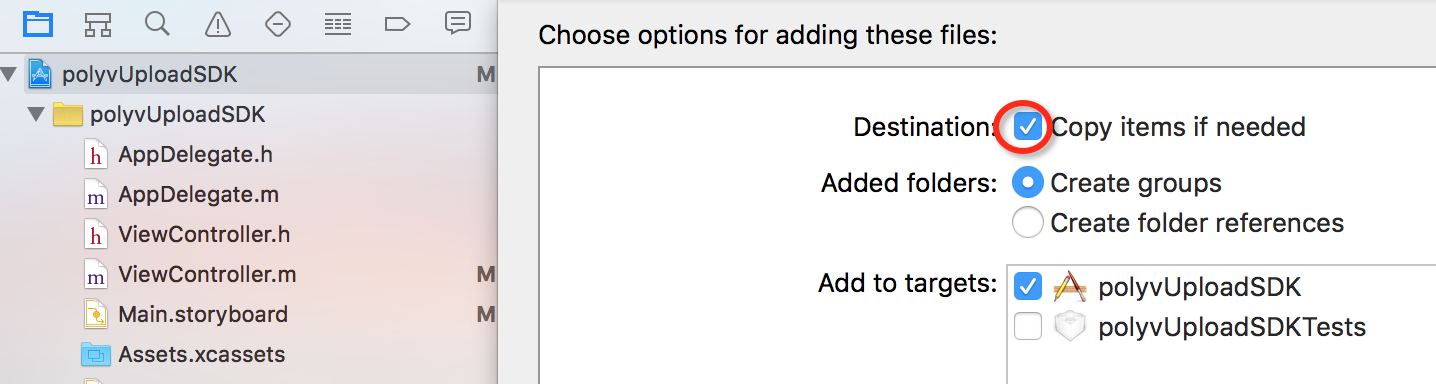 polyvUploadSDK M
polyvUploadSDK
h AppDelegate.h
m AppDelegate.m
h ViewController.h
m ViewController.m M
Main.storyboard M
Assets.xcassets
Choose options for adding these files:
Destination: Copy items if needed
Added folders: Create groups
Create folder references
Add to targets: polyvUploadSDK
polyvUploadSDKTests